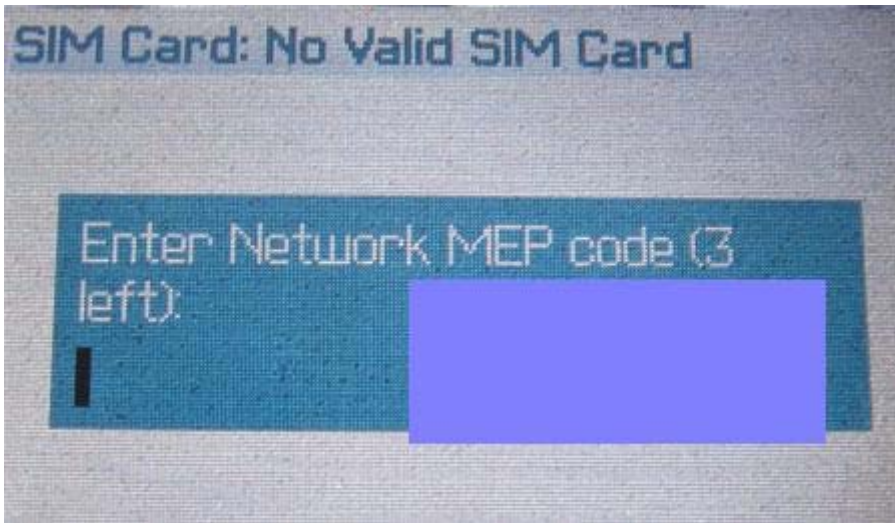 SIM Card: No Valid SIM Card
Enter Network MEP code (3
left):